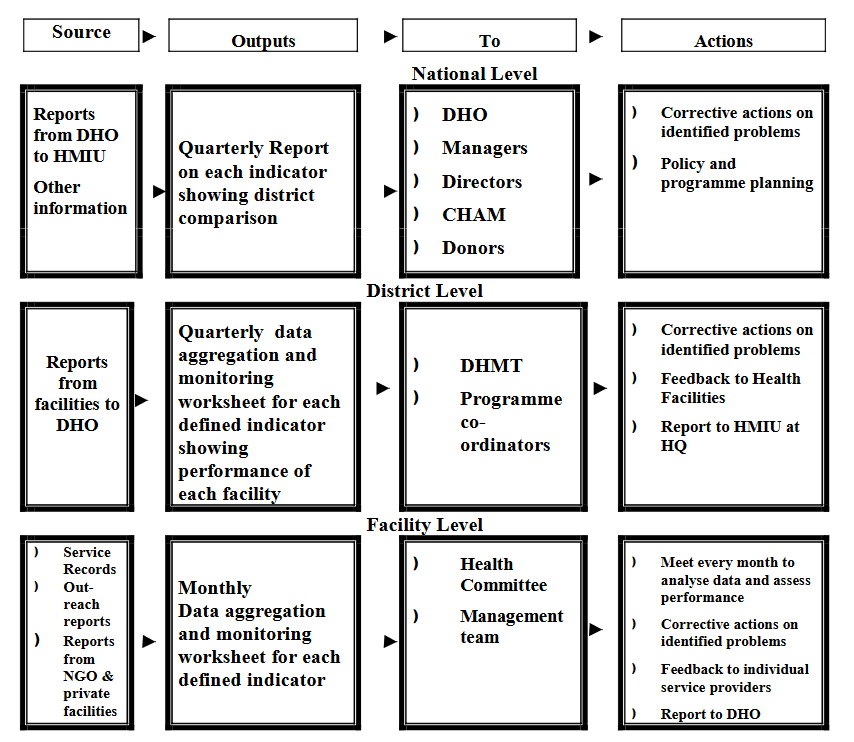 Source
Outputs
To
Actions
National Level
Reports
from DHO
to HMIU
Other
information
Quarterly Report
on each indicator
showing district
comparison
) DHO
) Managers
) Directors
) CHAM
) Donors
) Corrective actions on
identified problems
) Policy and
programme planning
District Level
Reports
from
facilities to
DHO
Quarterly data
aggregation and
monitoring
worksheet for each
defined indicator
showing
performance of
each facility
) DHMT
) Programme
co-
ordinators
) Corrective actions on
identified problems
) Feedback to Health
Facilities
) Report to HMIU at
HQ
Facility Level
) Service
Records
) Out-
reach
reports
) Reports
from
NGO &
private
facilities
Monthly
Data aggregation
and monitoring
worksheet for each
defined indicator
) Health
Committee
) Management
team
) Meet every month to
analyse data and assess
performance
) Corrective actions on
identified problems
) Feedback to individual
service providers
) Report to DHO